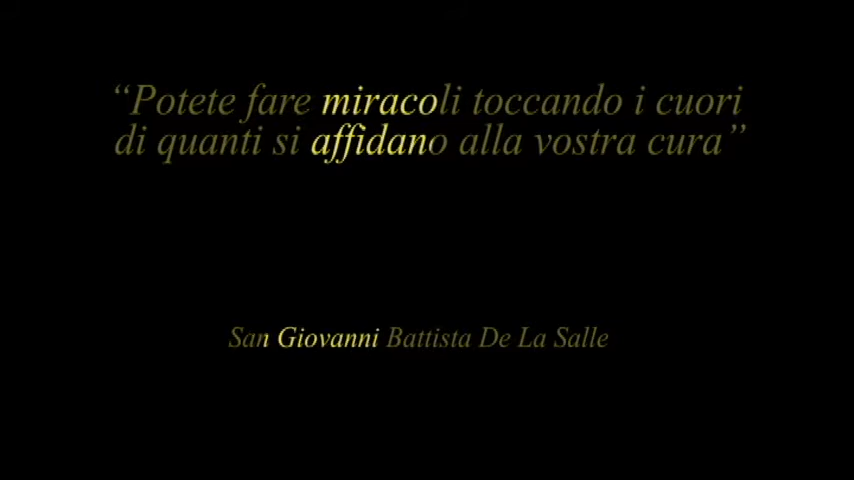 “Potete fare miracoli toccando i cuori
di quanti si affidano alla vostra cura”
San Giovanni Battista De La Salle